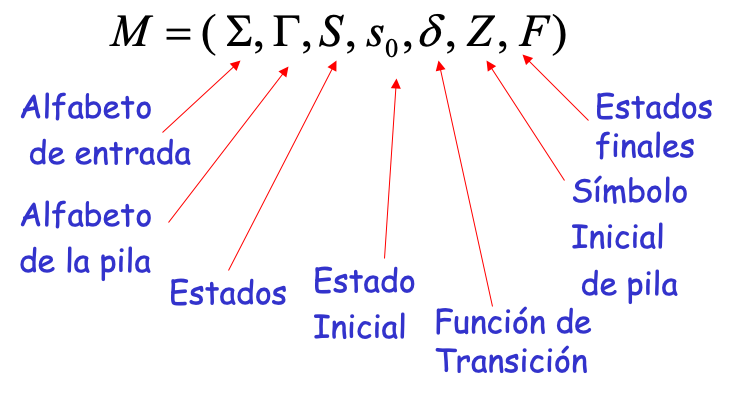 M = ( Σ, Γ, S, s₀, δ, Z, F)
Alfabeto
de entrada
Alfabeto
de la pila
Estados
Estado
Inicial
Función de
Transición
Símbolo
Inicial
de pila
Estados
finales